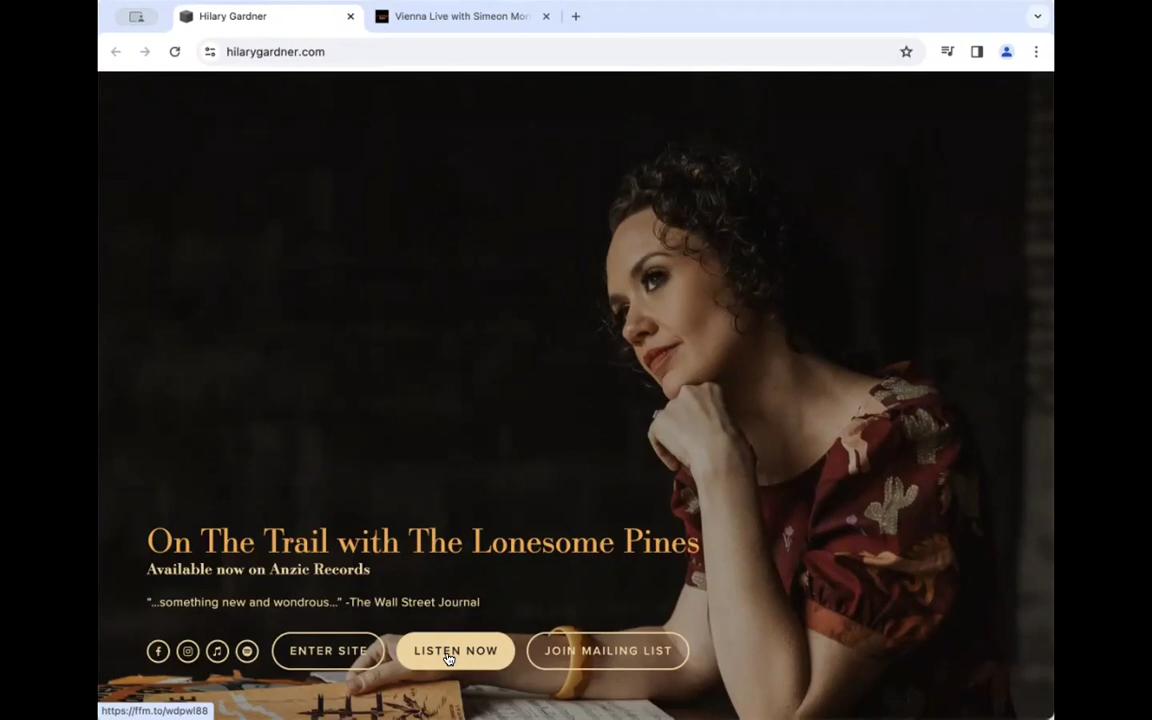 Hilary Gardner
Vienna Live with Simeon Mor
hilarygardner.com
On The Trail with The Lonesome Pines
Available now on Anzic Records
"...something new and wondrous..." -The Wall Street Journal
ENTER SITE
LISTEN NOW
JOIN MAILING LIST
https://ffm.to/wdpwl88